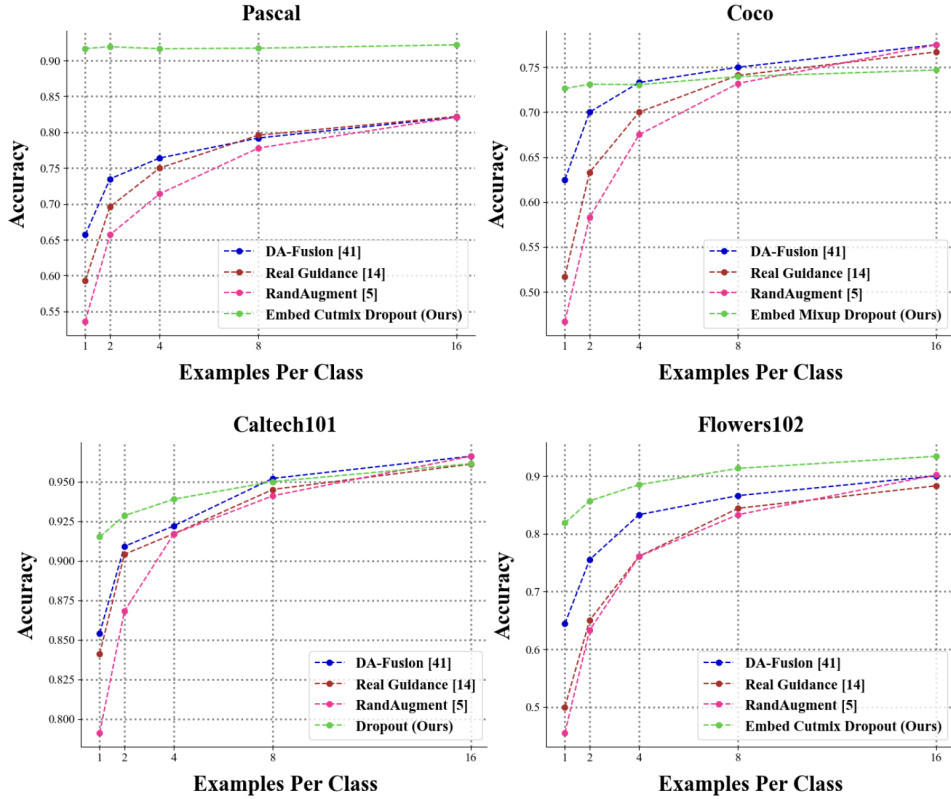 Pascal
Accuracy
0.90
0.85
0.80
0.75
0.70
0.65
0.60
0.55
DA-Fusion [41]
Real Guidance [14]
RandAugment [5]
Embed Cutmix Dropout (Ours)
1 2 4 8 16
Examples Per Class
Coco
Accuracy
0.75
0.70
0.65
0.60
0.55
0.50
DA-Fusion [41]
Real Guidance [14]
RandAugment [5]
Embed Mixup Dropout (Ours)
1 2 4 8 16
Examples Per Class
Caltech101
Accuracy
0.950
0.925
0.900
0.875
0.850
0.825
0.800
DA-Fusion [41]
Real Guidance [14]
RandAugment [5]
Dropout (Ours)
1 2 4 8 16
Examples Per Class
Flowers102
Accuracy
0.9
0.8
0.7
0.6
0.5
DA-Fusion [41]
Real Guidance [14]
RandAugment [5]
Embed Cutmix Dropout (Ours)
1 2 4 8 16
Examples Per Class